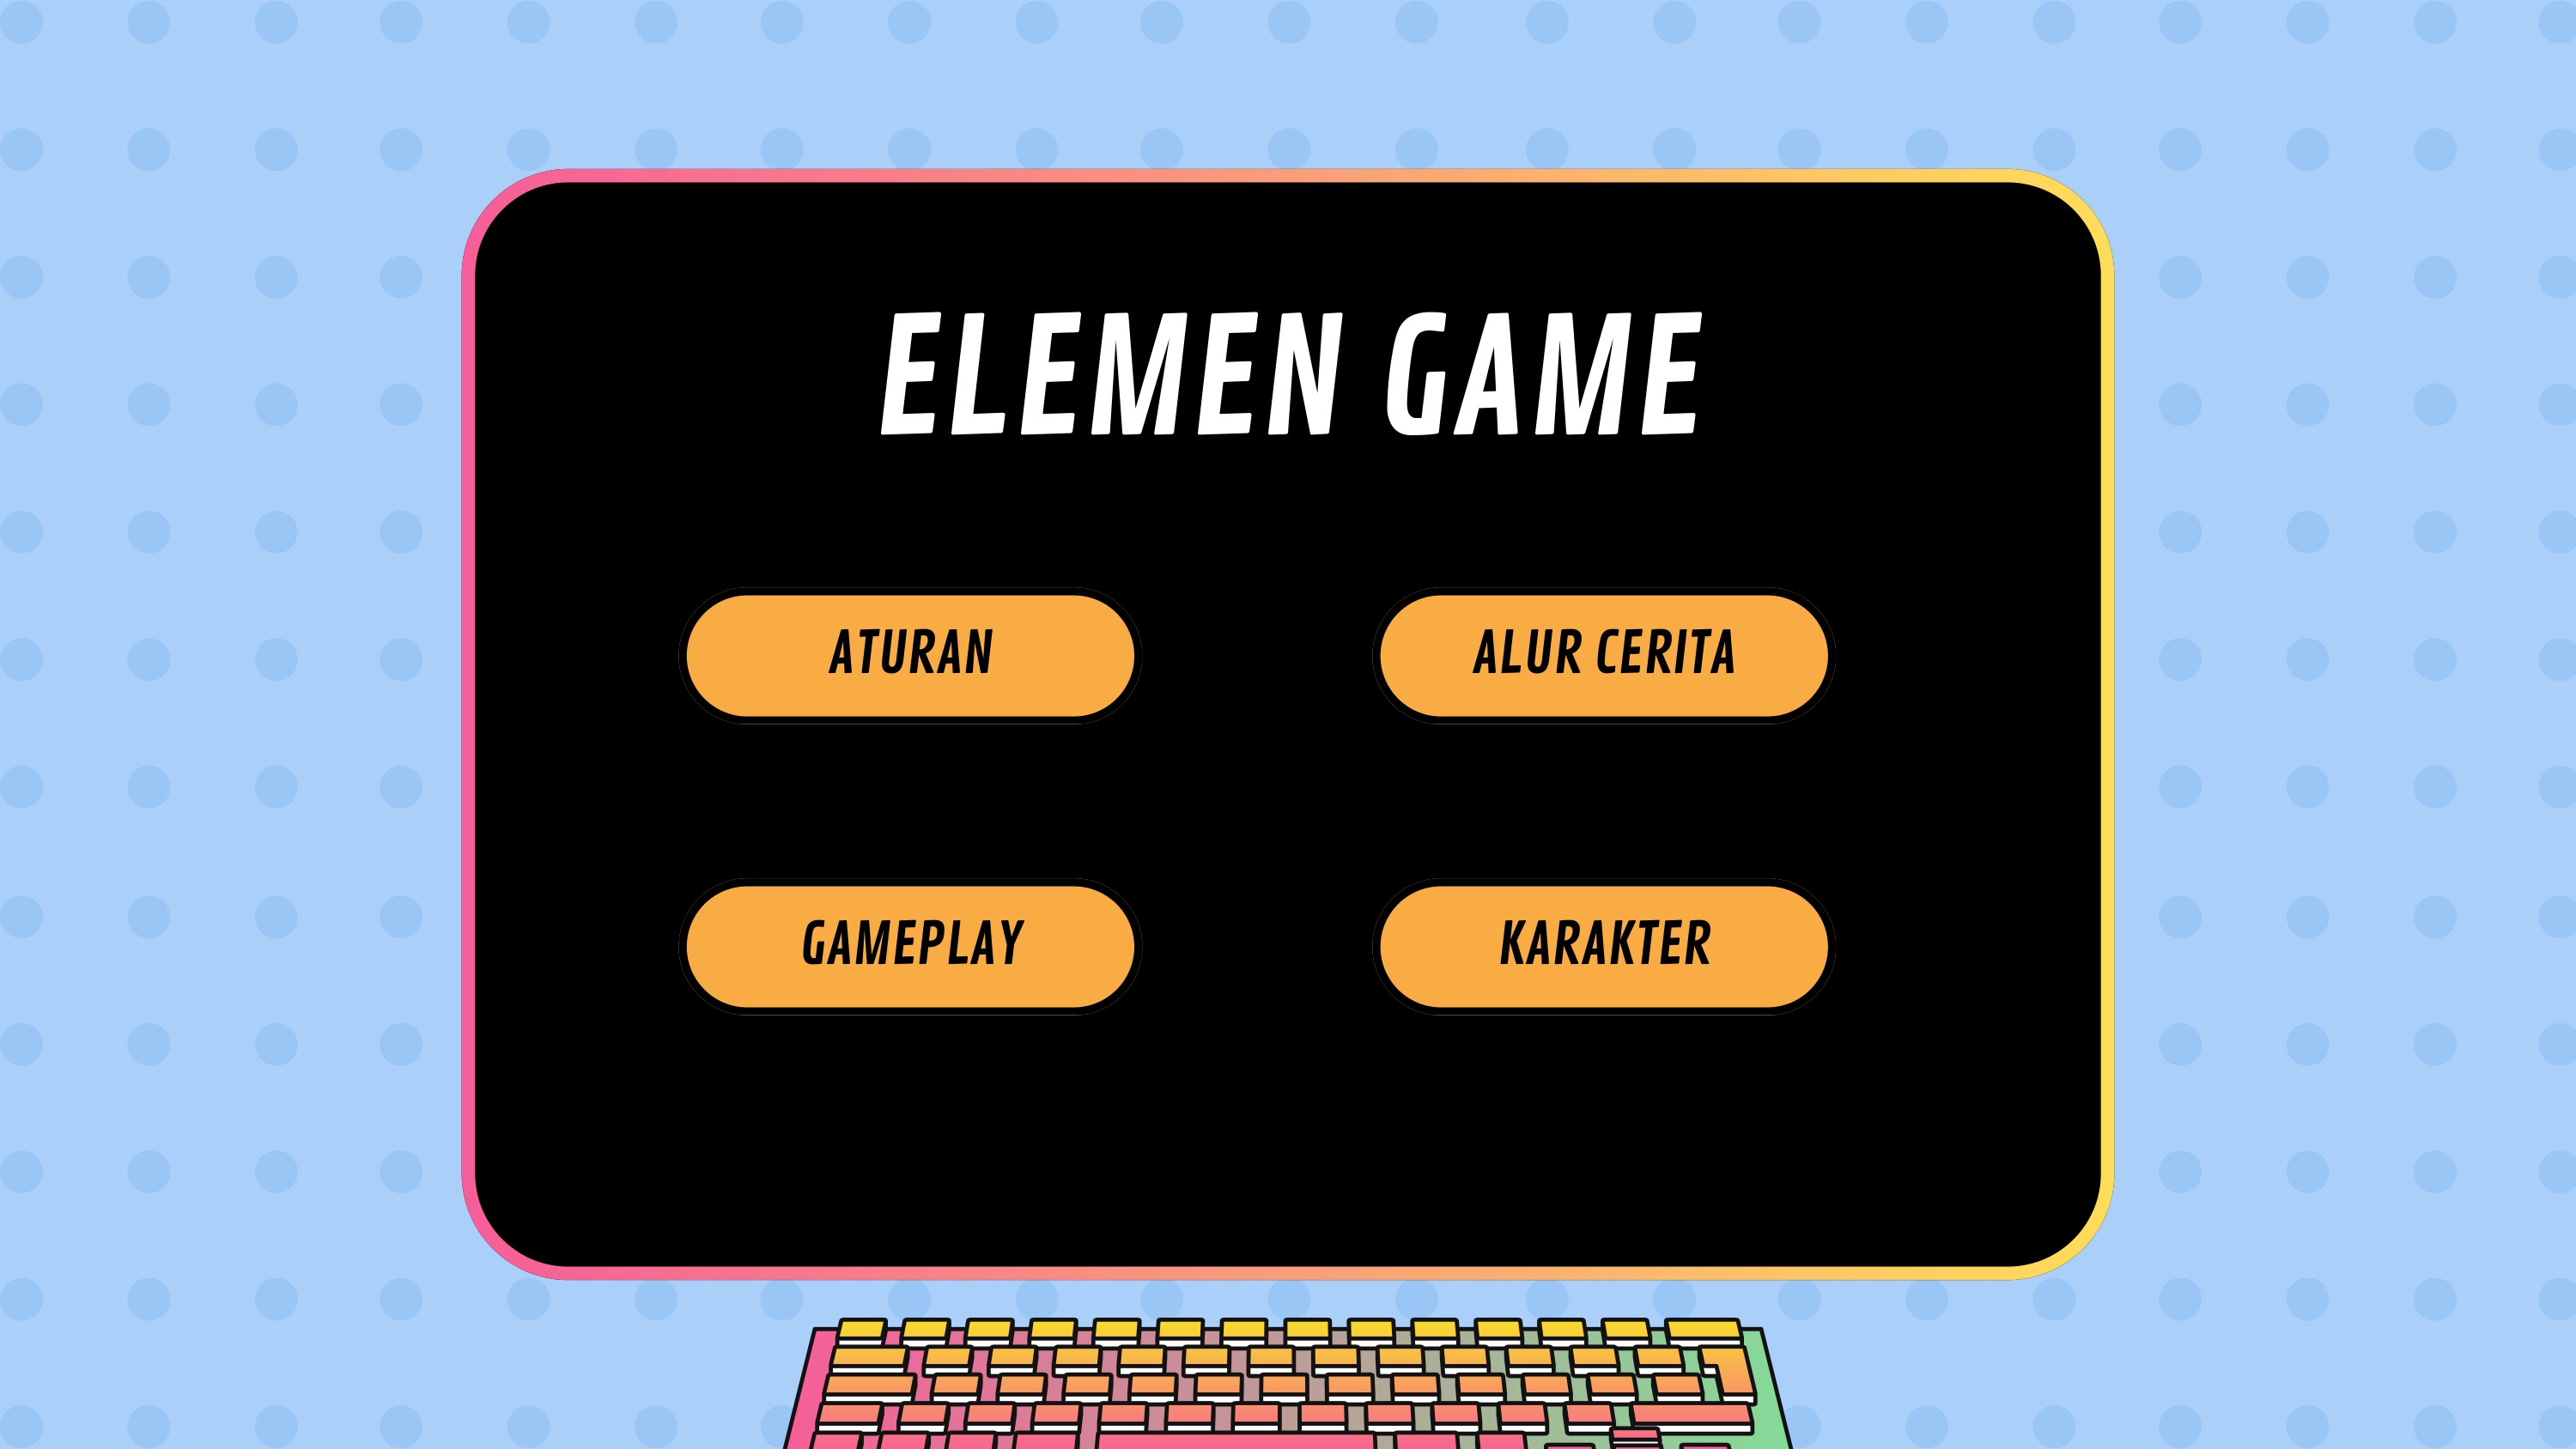 ELEMEN GAME
ATURAN
ALUR CERITA
GAMEPLAY
KARAKTER